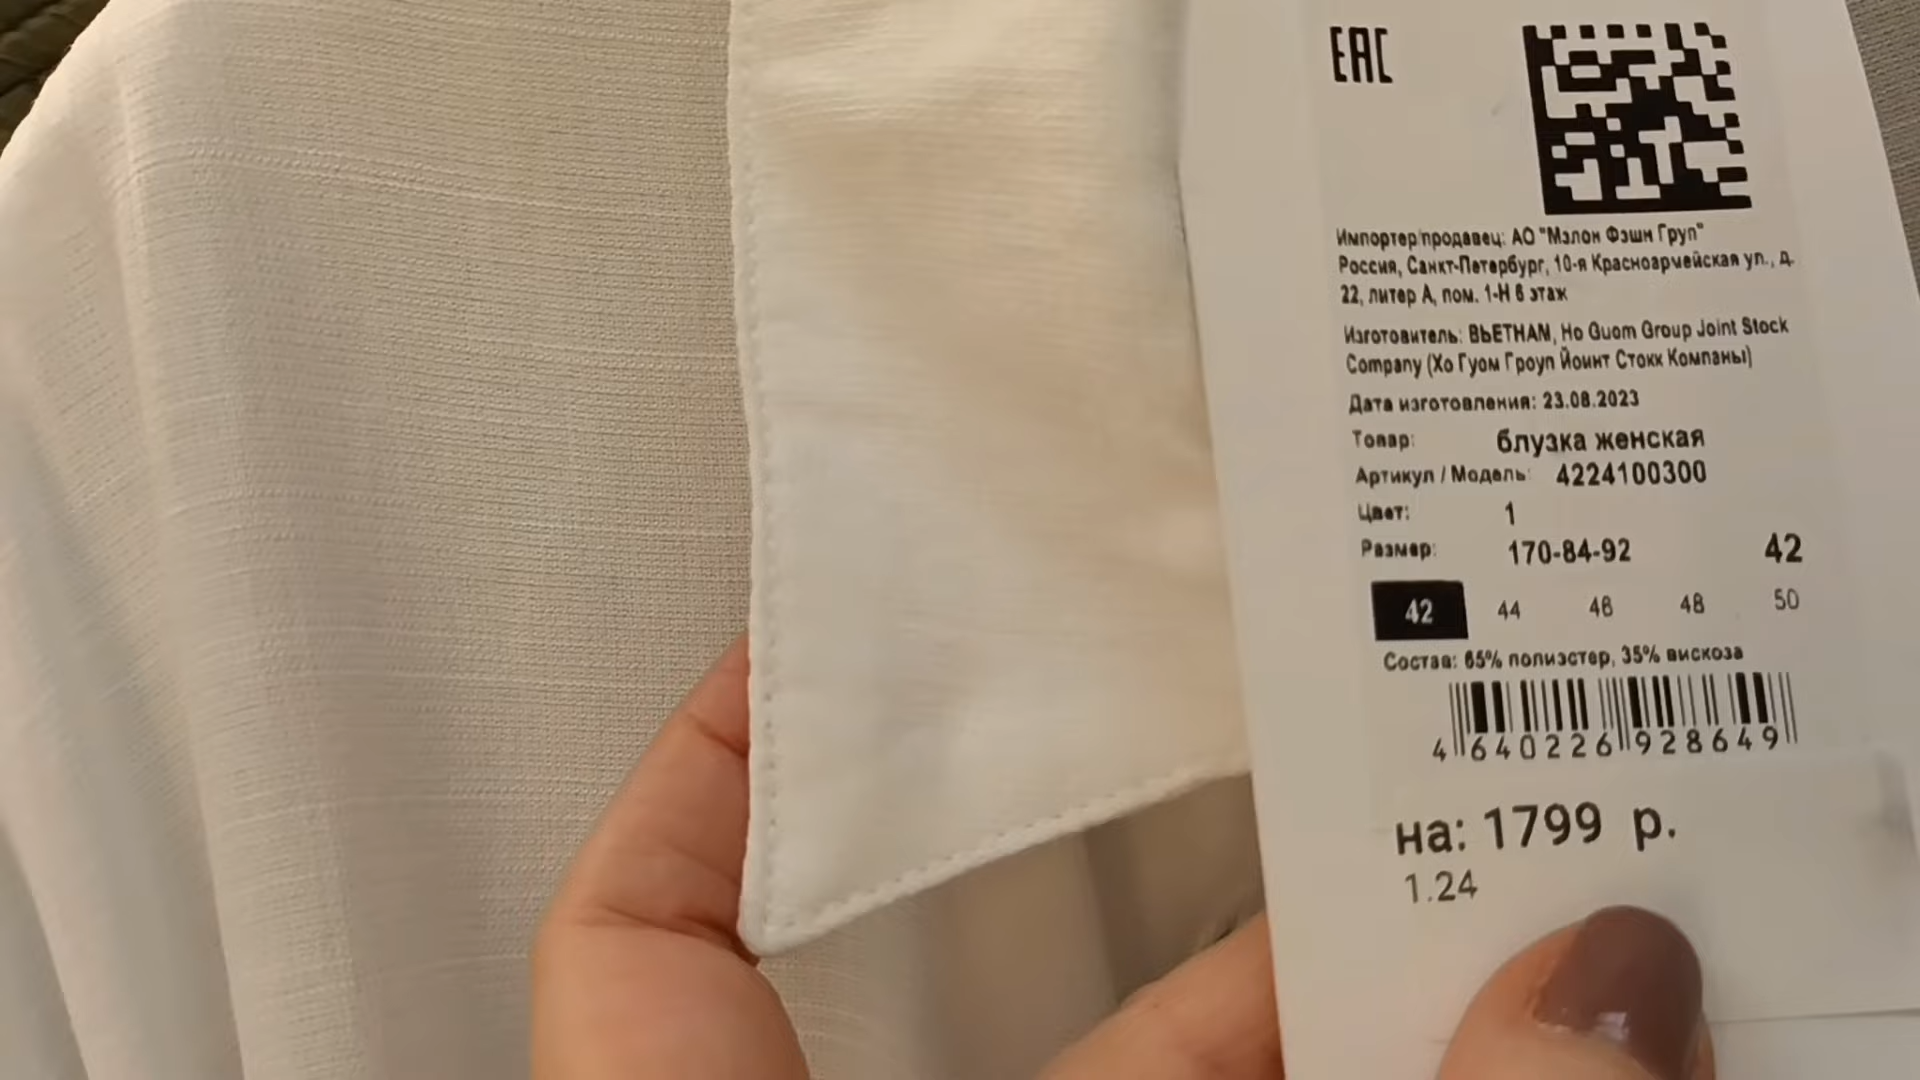 EAC
Импортер/продавец: АО "Мэлон Фэшн Груп"
Россия, Санкт-Петербург, 10-я Красноармейская ул., д.
22, литер А, пом. 1-Н 6 этаж
Изготовитель: ВЬЕТНАМ, Ho Guom Group Joint Stock
Company (Хо Гуом Гроуп Йоинт Стокк Компаны)
Дата изготовления: 23.08.2023
Товар: блузка женская
Артикул / Модель: 4224100300
Цвет: 1
Размер: 170-84-92 42
42 44 46 48 50
Состав: 65% полиэстер, 35% вискоза
4 640226 928649
на: 1799 р.
1.24